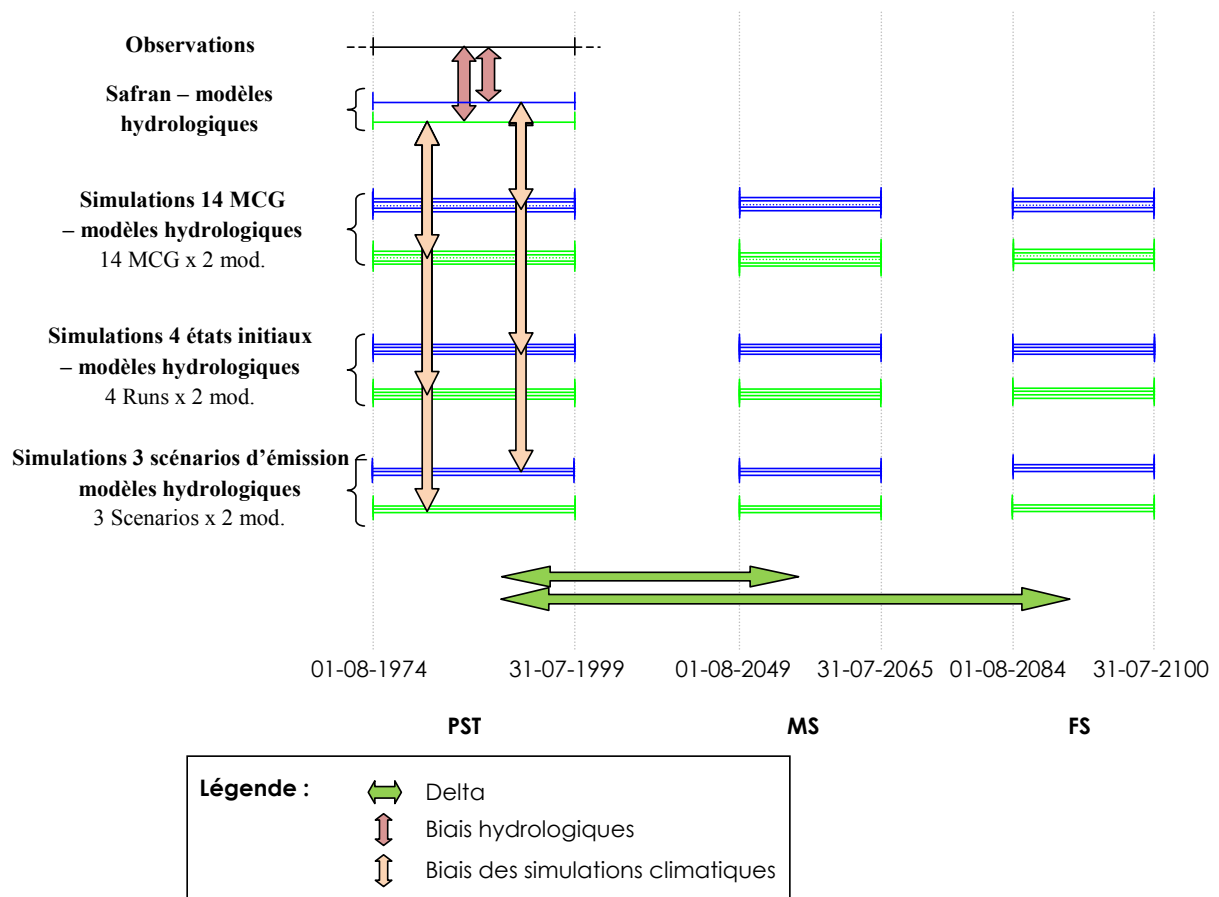 Observations
Safran – modèles
hydrologiques
Simulations 14 MCG
– modèles hydrologiques
14 MCG x 2 mod.
Simulations 4 états initiaux
– modèles hydrologiques
4 Runs x 2 mod.
Simulations 3 scénarios d’émission –
modèles hydrologiques
3 Scenarios x 2 mod.
01-08-1974 31-07-1999 01-08-2049 31-07-2065 01-08-2084 31-07-2100
PST MS FS
Légende :
Delta
Biais hydrologiques
Biais des simulations climatiques